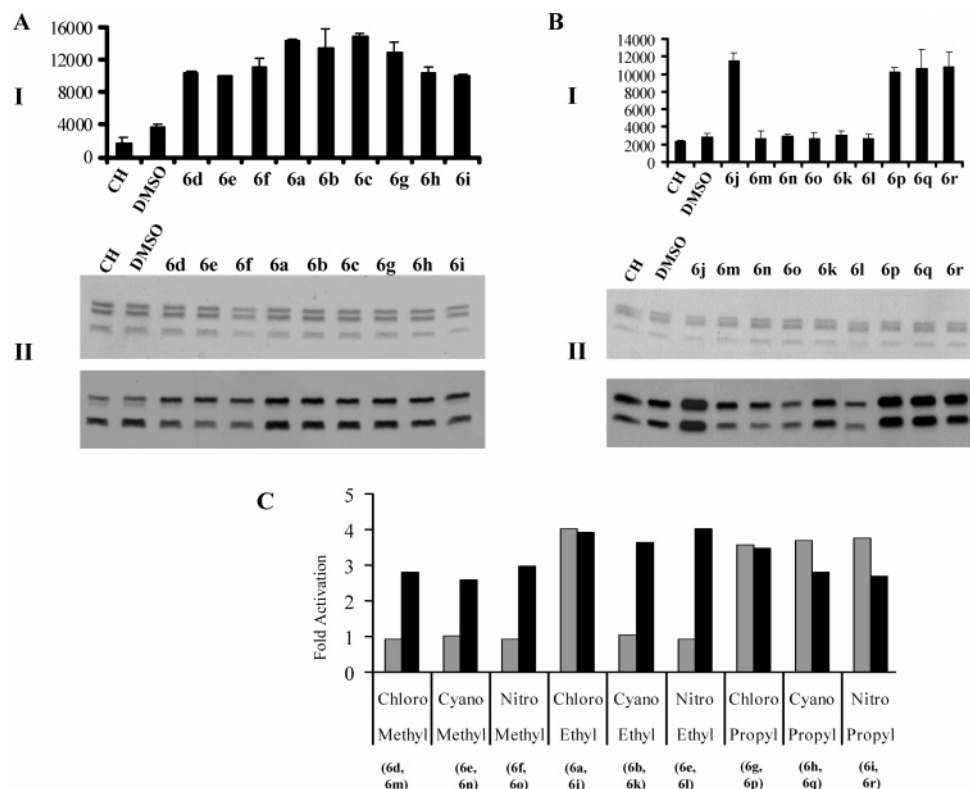 A
16000
12000
8000
4000
0
I
CH DMSO 6d 6e 6f 6a 6b 6c 6g 6h 6i
CH DMSO 6d 6e 6f 6a 6b 6c 6g 6h 6i
II
B
14000
12000
10000
8000
6000
4000
2000
0
I
CH DMSO 6j 6m 6n 6o 6k 6l 6p 6q 6r
CH DMSO 6j 6m 6n 6o 6k 6l 6p 6q 6r
II
C
Fold Activation
5
4
3
2
1
0
Chloro Cyano Nitro Chloro Cyano Nitro Chloro Cyano Nitro
Methyl Methyl Methyl Ethyl Ethyl Ethyl Propyl Propyl Propyl
(6d, (6e, (6f, (6a, (6b, (6e, (6g, (6h, (6i,
6m) 6n) 6o) 6j) 6k) 6l) 6p) 6q) 6r)